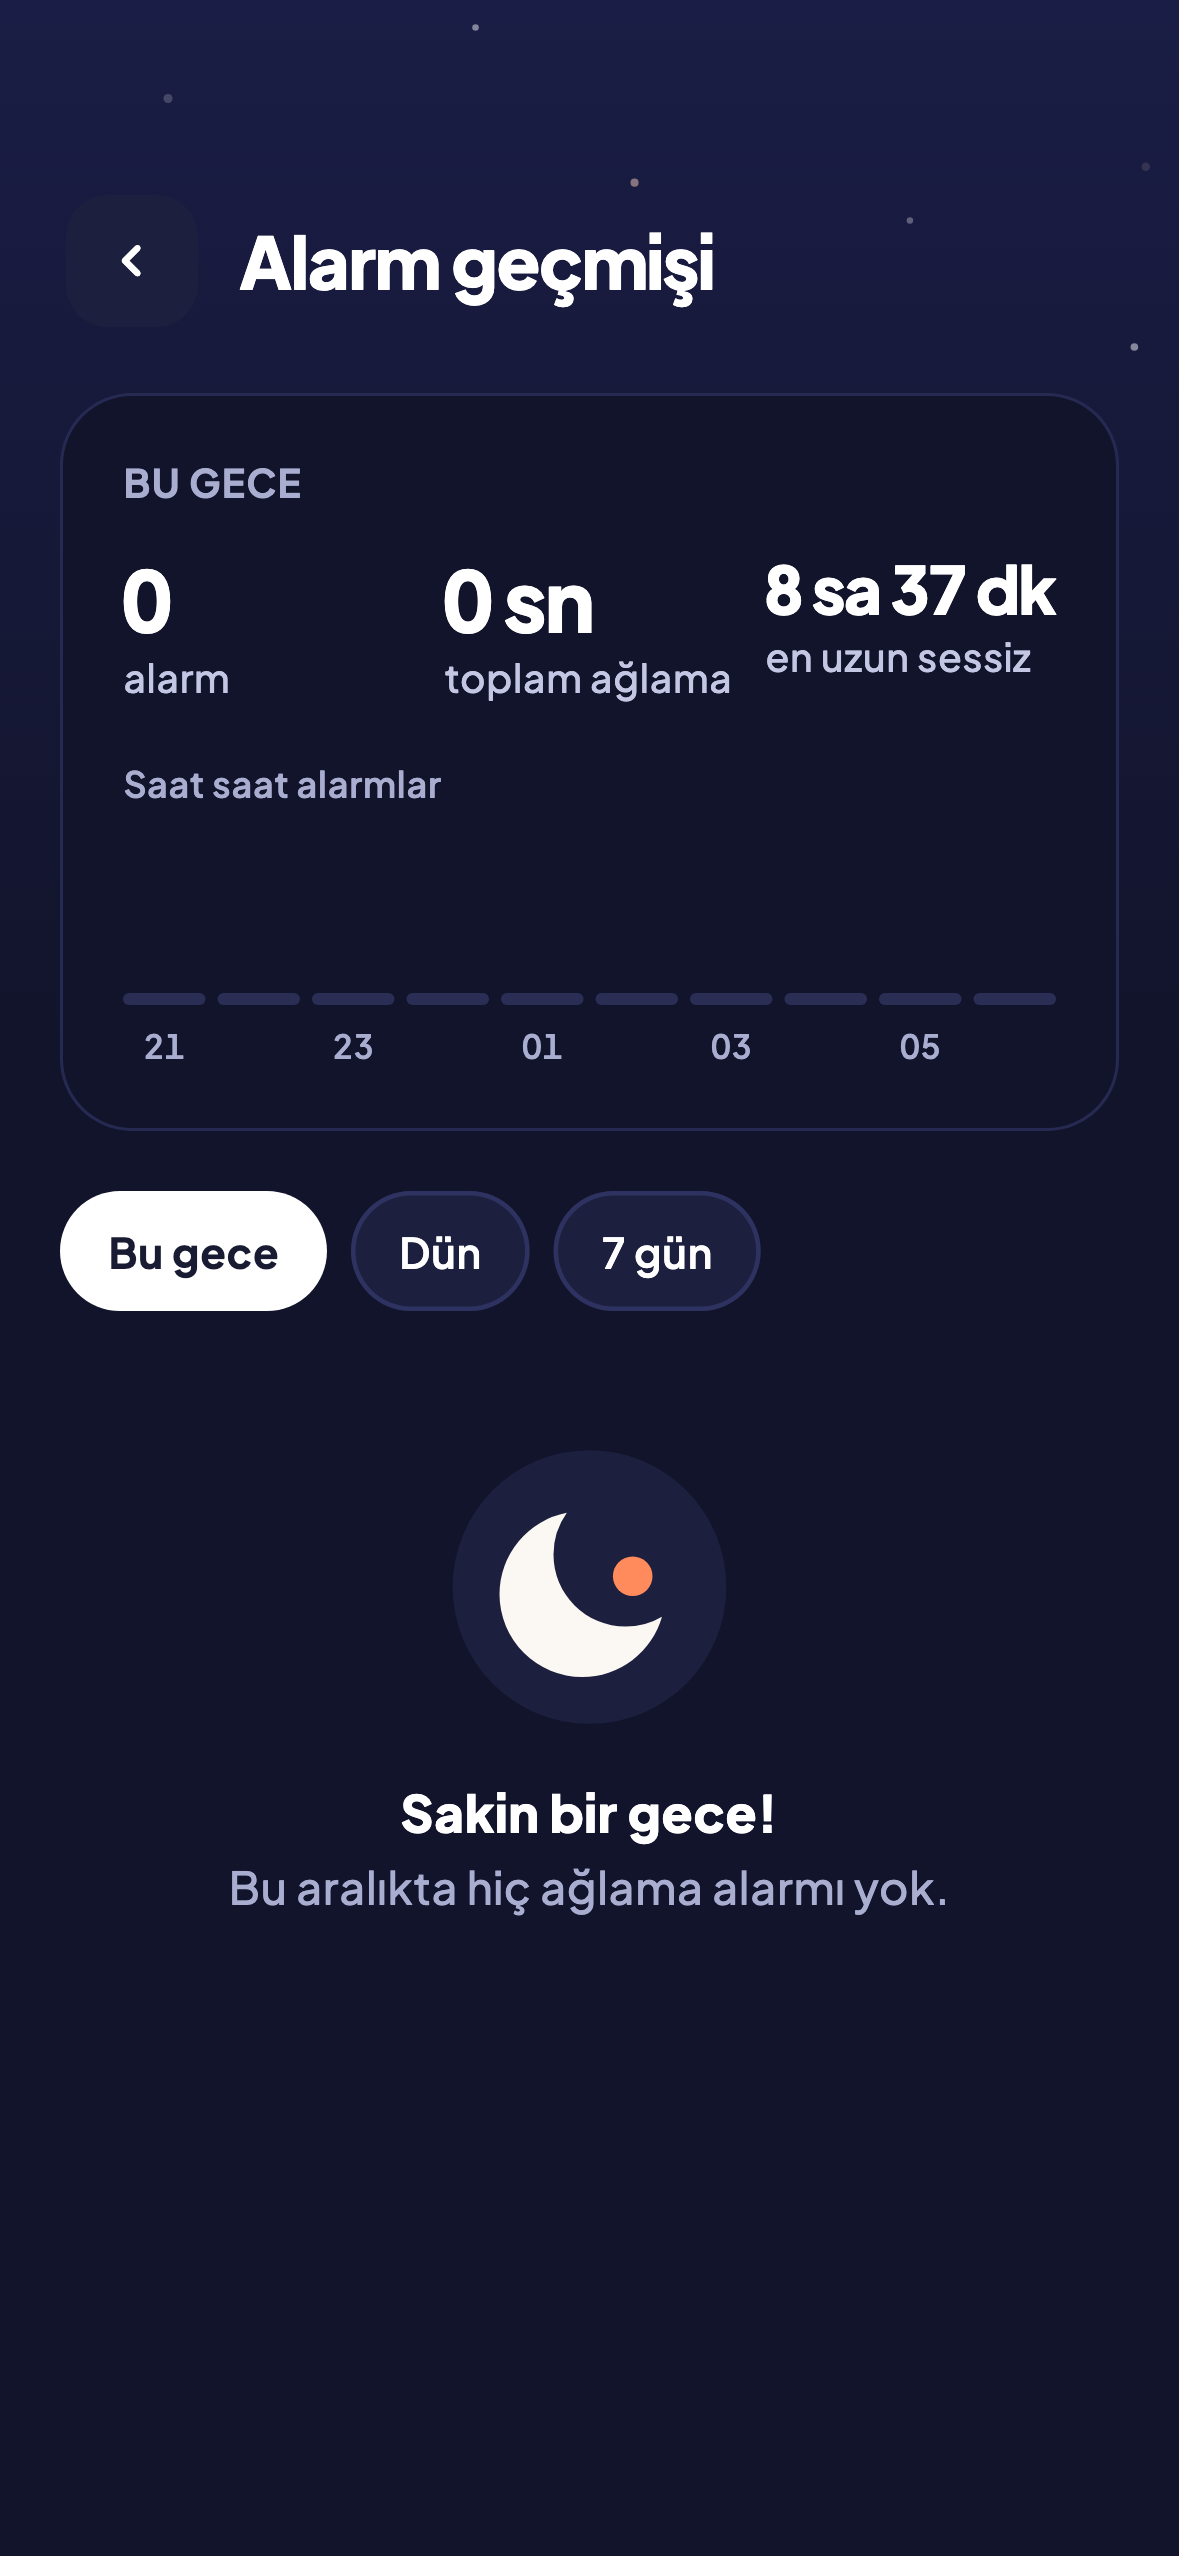 Alarm geçmişi
BU GECE
0
alarm
0 sn
toplam ağlama
8 sa 37 dk
en uzun sessiz
Saat saat alarmlar
21 23 01 03 05
Bu gece Dün 7 gün
Sakin bir gece!
Bu aralıkta hiç ağlama alarmı yok.